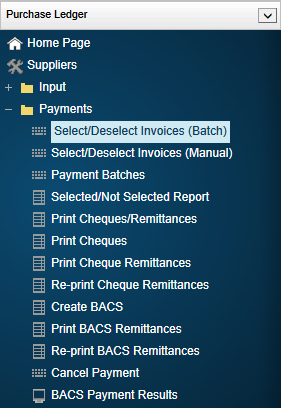 Purchase Ledger
Home Page
Suppliers
Input
Payments
Select/Deselect Invoices (Batch)
Select/Deselect Invoices (Manual)
Payment Batches
Selected/Not Selected Report
Print Cheques/Remittances
Print Cheques
Print Cheque Remittances
Re-print Cheque Remittances
Create BACS
Print BACS Remittances
Re-print BACS Remittances
Cancel Payment
BACS Payment Results